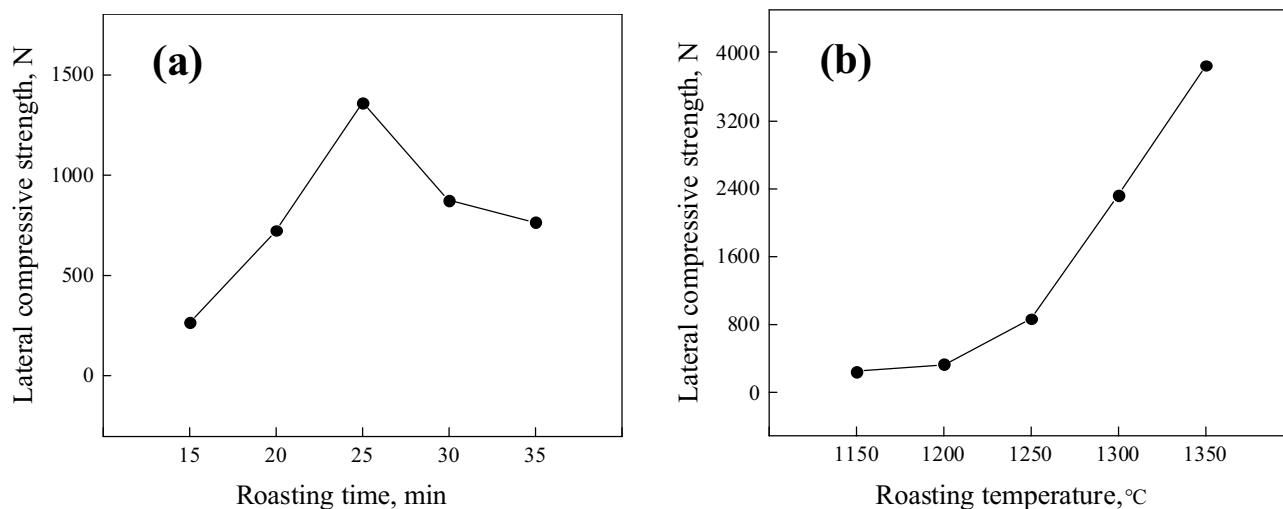 (a)
Lateral compressive strength, N
1500
1000
500
0
15 20 25 30 35
Roasting time, min
(b)
Lateral compressive strength, N
4000
3200
2400
1600
800
0
1150 1200 1250 1300 1350
Roasting temperature,℃